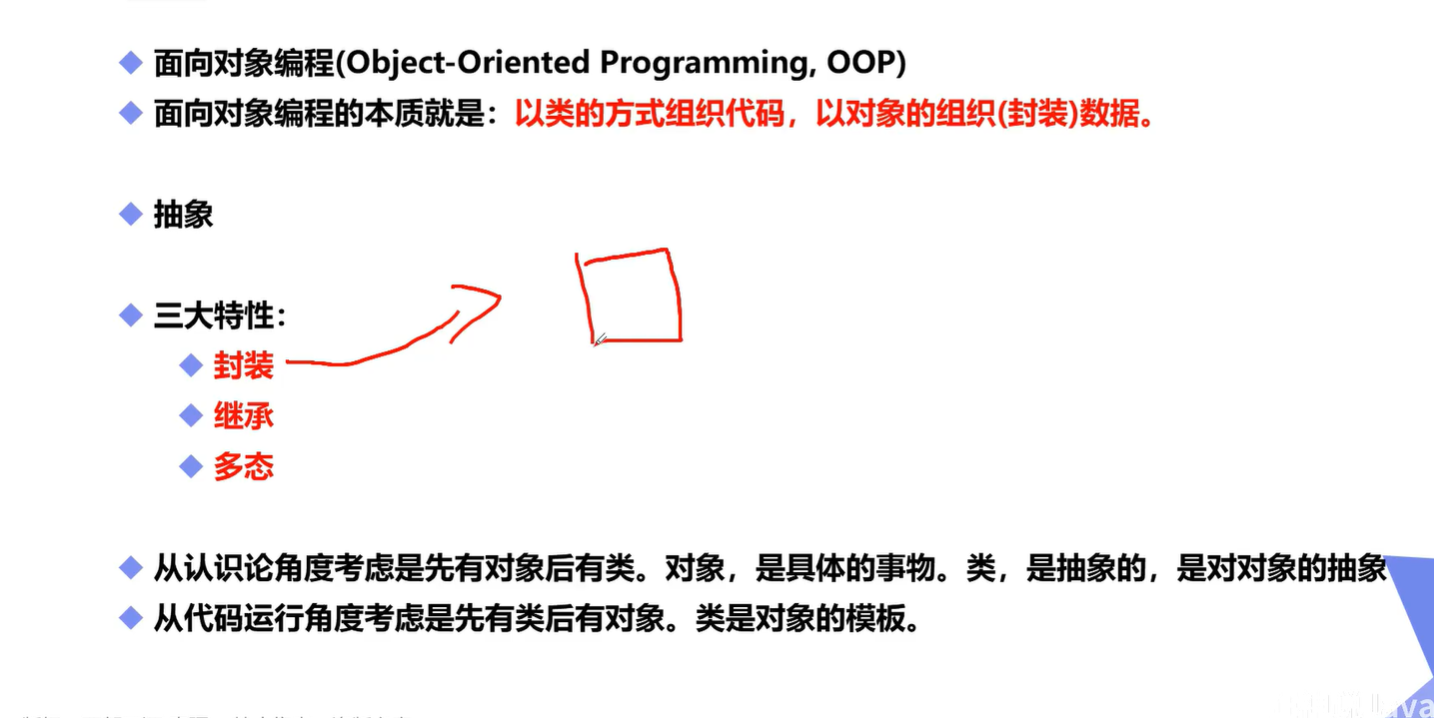 面向对象编程(Object-Oriented Programming, OOP)
面向对象编程的本质就是：以类的方式组织代码，以对象的组织(封装)数据。
抽象
三大特性：
封装
继承
多态
从认识论角度考虑是先有对象后有类。对象，是具体的事物。类，是抽象的，是对对象的抽象
从代码运行角度考虑是先有类后有对象。类是对象的模板。